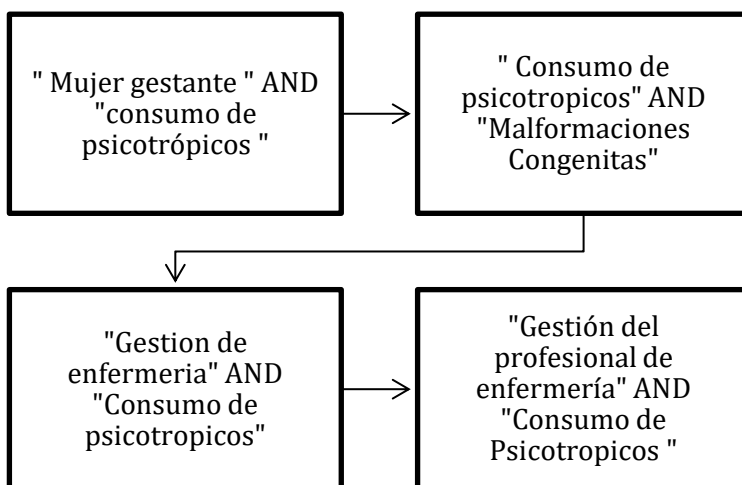 " Mujer gestante " AND
"consumo de
psicotrópicos "
" Consumo de
psicotropicos" AND
"Malformaciones
Congenitas"
"Gestion de
enfermeria" AND
"Consumo de
psicotropicos"
"Gestión del
profesional de
enfermería" AND
"Consumo de
Psicotropicos "